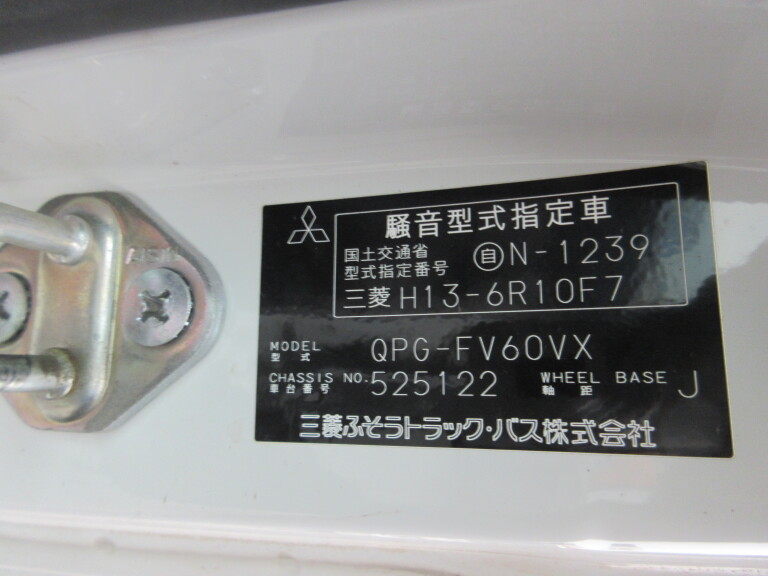 騒音型式指定車
国土交通省
型式指定番号 自 N-1239
三菱 H13-6R10F7
MODEL
型式 QPG-FV60VX
CHASSIS NO. 525122 WHEEL BASE J
車台番号 軸距
三菱ふそうトラック・バス株式会社
AISIN